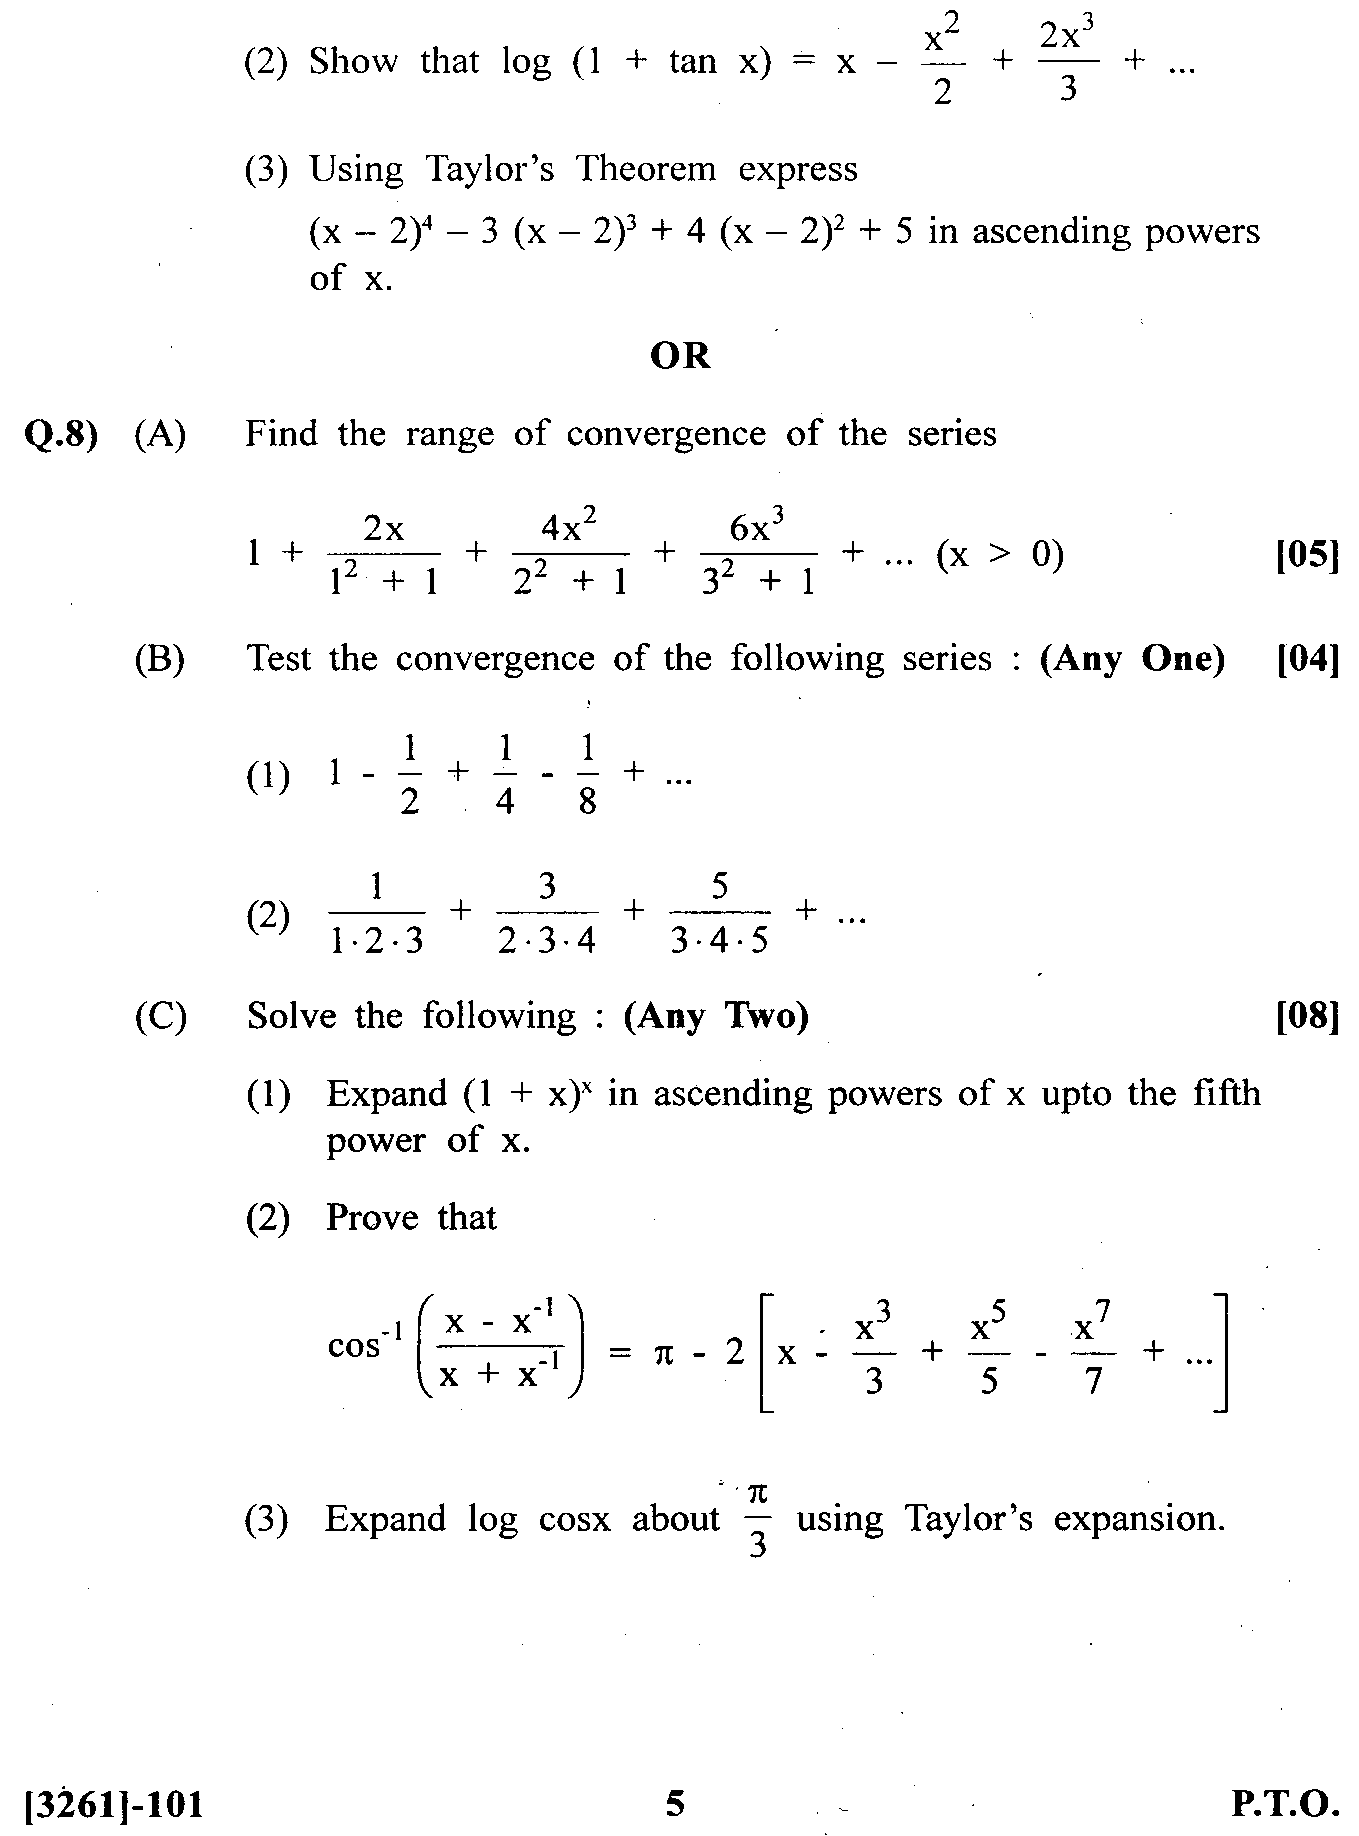 (2) Show that log (1 + tan x) = x − x²/2 + 2x³/3 + ...
(3) Using Taylor's Theorem express
(x − 2)⁴ − 3 (x − 2)³ + 4 (x − 2)² + 5 in ascending powers
of x.
OR
Q.8) (A) Find the range of convergence of the series
1 + 2x/(1² + 1) + 4x²/(2² + 1) + 6x³/(3² + 1) + ... (x > 0) [05]
(B) Test the convergence of the following series : (Any One) [04]
(1) 1 - 1/2 + 1/4 - 1/8 + ...
(2) 1/(1·2·3) + 3/(2·3·4) + 5/(3·4·5) + ...
(C) Solve the following : (Any Two) [08]
(1) Expand (1 + x)ˣ in ascending powers of x upto the fifth
power of x.
(2) Prove that
cos⁻¹((x - x⁻¹)/(x + x⁻¹)) = π - 2[x - x³/3 + x⁵/5 - x⁷/7 + ...]
(3) Expand log cosx about π/3 using Taylor's expansion.
[3261]-101 5 P.T.O.